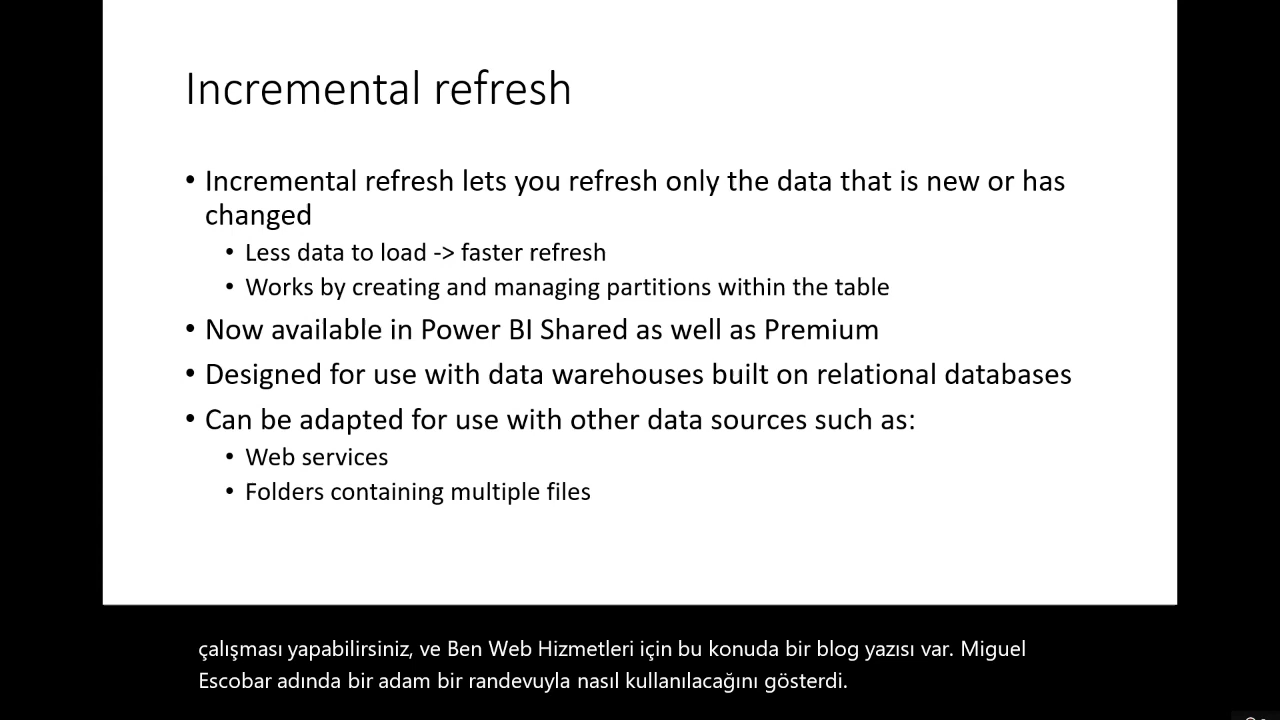 Incremental refresh
• Incremental refresh lets you refresh only the data that is new or has
changed
• Less data to load -> faster refresh
• Works by creating and managing partitions within the table
• Now available in Power BI Shared as well as Premium
• Designed for use with data warehouses built on relational databases
• Can be adapted for use with other data sources such as:
• Web services
• Folders containing multiple files
çalışması yapabilirsiniz, ve Ben Web Hizmetleri için bu konuda bir blog yazısı var. Miguel
Escobar adında bir adam bir randevuyla nasıl kullanılacağını gösterdi.